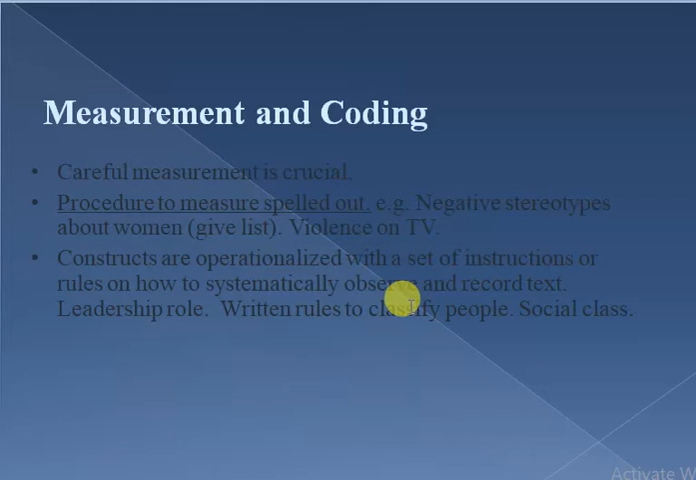 Measurement and Coding
• Careful measurement is crucial.
• Procedure to measure spelled out. e.g. Negative stereotypes
about women (give list). Violence on TV.
• Constructs are operationalized with a set of instructions or
rules on how to systematically observe and record text.
Leadership role. Written rules to classify people. Social class.
Activate W